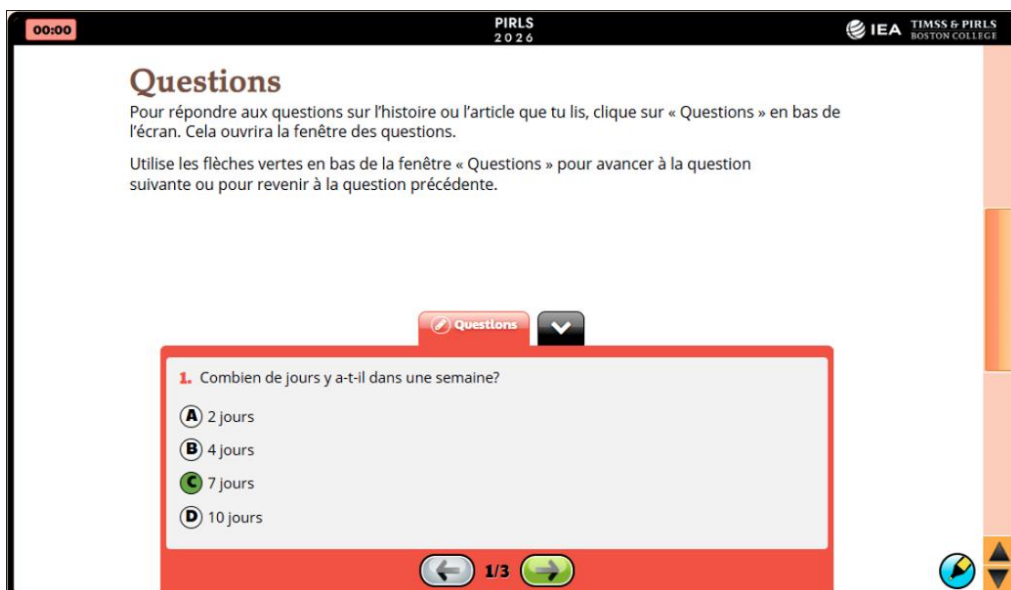 00:00
PIRLS
2026
IEA
TIMSS & PIRLS
BOSTON COLLEGE
Questions
Pour répondre aux questions sur l'histoire ou l'article que tu lis, clique sur « Questions » en bas de
l'écran. Cela ouvrira la fenêtre des questions.
Utilise les flèches vertes en bas de la fenêtre « Questions » pour avancer à la question
suivante ou pour revenir à la question précédente.
Questions
1. Combien de jours y a-t-il dans une semaine?
A 2 jours
B 4 jours
C 7 jours
D 10 jours
1/3